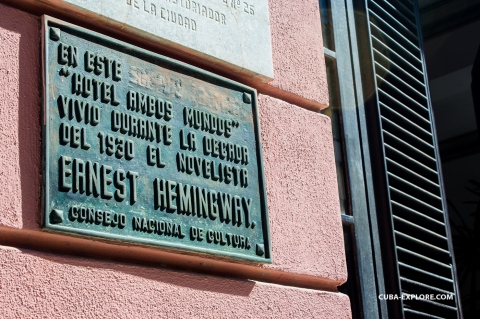 DE LA CIUDAD
EN ESTE
"HOTEL AMBOS MUNDOS"
VIVIO DURANTE LA DECADA
DEL 1930 EL NOVELISTA
ERNEST HEMINGWAY.
CONSEJO NACIONAL DE CULTURA
CUBA-EXPLORE.COM